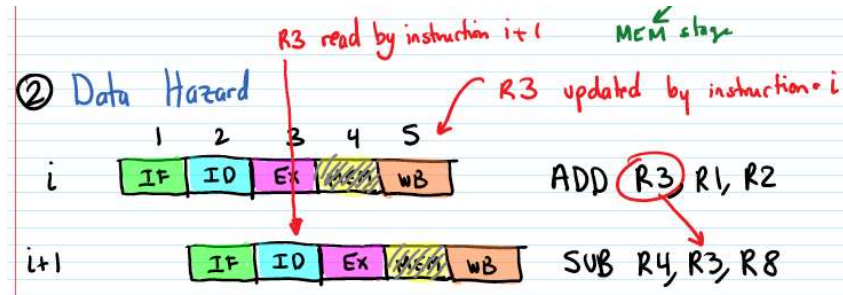 R3 read by instruction i+1 MEM stage
② Data Hazard R3 updated by instruction i
1 2 3 4 5
i IF ID EX MEM WB ADD R3, R1, R2
i+1 IF ID EX MEM WB SUB R4, R3, R8